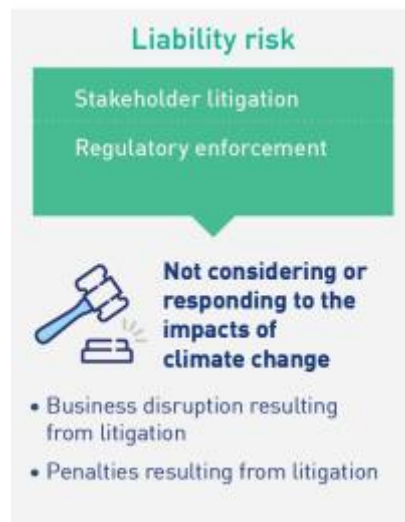 Liability risk
Stakeholder litigation
Regulatory enforcement
Not considering or
responding to the
impacts of
climate change
• Business disruption resulting
from litigation
• Penalties resulting from litigation